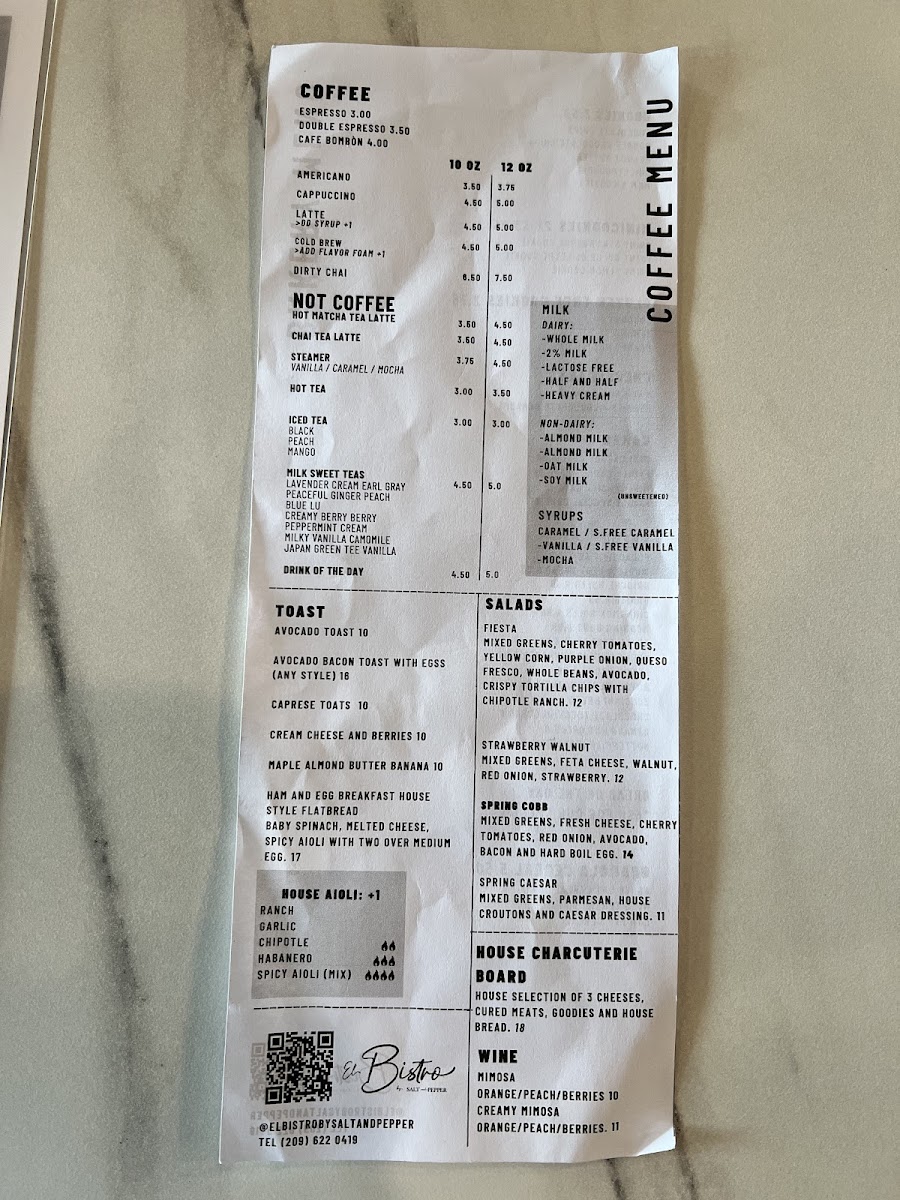 COFFEE MENU
COFFEE
ESPRESSO 3.00
DOUBLE ESPRESSO 3.50
CAFE BOMBÒN 4.00
10 OZ 12 OZ
AMERICANO 3.50 3.75
CAPPUCCINO 4.50 5.00
LATTE 4.50 5.00
>DD SYRUP +1
COLD BREW 4.50 5.00
>ADD FLAVOR FOAM +1
DIRTY CHAI 6.50 7.50
NOT COFFEE
HOT MATCHA TEA LATTE 3.50 4.50
CHAI TEA LATTE 3.50 4.50
STEAMER 3.75 4.50
VANILLA / CARAMEL / MOCHA
HOT TEA 3.00 3.50
ICED TEA 3.00 3.00
BLACK
PEACH
MANGO
MILK SWEET TEAS
LAVENDER CREAM EARL GRAY 4.50 5.0
PEACEFUL GINGER PEACH
BLUE LU
CREAMY BERRY BERRY
PEPPERMINT CREAM
MILKY VANILLA CAMOMILE
JAPAN GREEN TEE VANILLA
DRINK OF THE DAY 4.50 5.0
MILK
DAIRY:
-WHOLE MILK
-2% MILK
-LACTOSE FREE
-HALF AND HALF
-HEAVY CREAM
NON-DAIRY:
-ALMOND MILK
-ALMOND MILK
-OAT MILK
-SOY MILK
(UNSWEETENED)
SYRUPS
CARAMEL / S.FREE CARAMEL
-VANILLA / S.FREE VANILLA
-MOCHA
TOAST
AVOCADO TOAST 10
AVOCADO BACON TOAST WITH EGSS
(ANY STYLE) 16
CAPRESE TOATS 10
CREAM CHEESE AND BERRIES 10
MAPLE ALMOND BUTTER BANANA 10
HAM AND EGG BREAKFAST HOUSE
STYLE FLATBREAD
BABY SPINACH, MELTED CHEESE,
SPICY AIOLI WITH TWO OVER MEDIUM
EGG. 17
HOUSE AIOLI: +1
RANCH
GARLIC
CHIPOTLE
HABANERO
SPICY AIOLI (MIX)
SALADS
FIESTA
MIXED GREENS, CHERRY TOMATOES,
YELLOW CORN, PURPLE ONION, QUESO
FRESCO, WHOLE BEANS, AVOCADO,
CRISPY TORTILLA CHIPS WITH
CHIPOTLE RANCH. 12
STRAWBERRY WALNUT
MIXED GREENS, FETA CHEESE, WALNUT,
RED ONION, STRAWBERRY. 12
SPRING COBB
MIXED GREENS, FRESH CHEESE, CHERRY
TOMATOES, RED ONION, AVOCADO,
BACON AND HARD BOIL EGG. 14
SPRING CAESAR
MIXED GREENS, PARMESAN, HOUSE
CROUTONS AND CAESAR DRESSING. 11
HOUSE CHARCUTERIE
BOARD
HOUSE SELECTION OF 3 CHEESES,
CURED MEATS, GOODIES AND HOUSE
BREAD. 18
WINE
MIMOSA
ORANGE/PEACH/BERRIES 10
CREAMY MIMOSA
ORANGE/PEACH/BERRIES. 11
El Bistro
by SALT and PEPPER
@ELBISTROBYSALTANDPEPPER
TEL (209) 622 0419